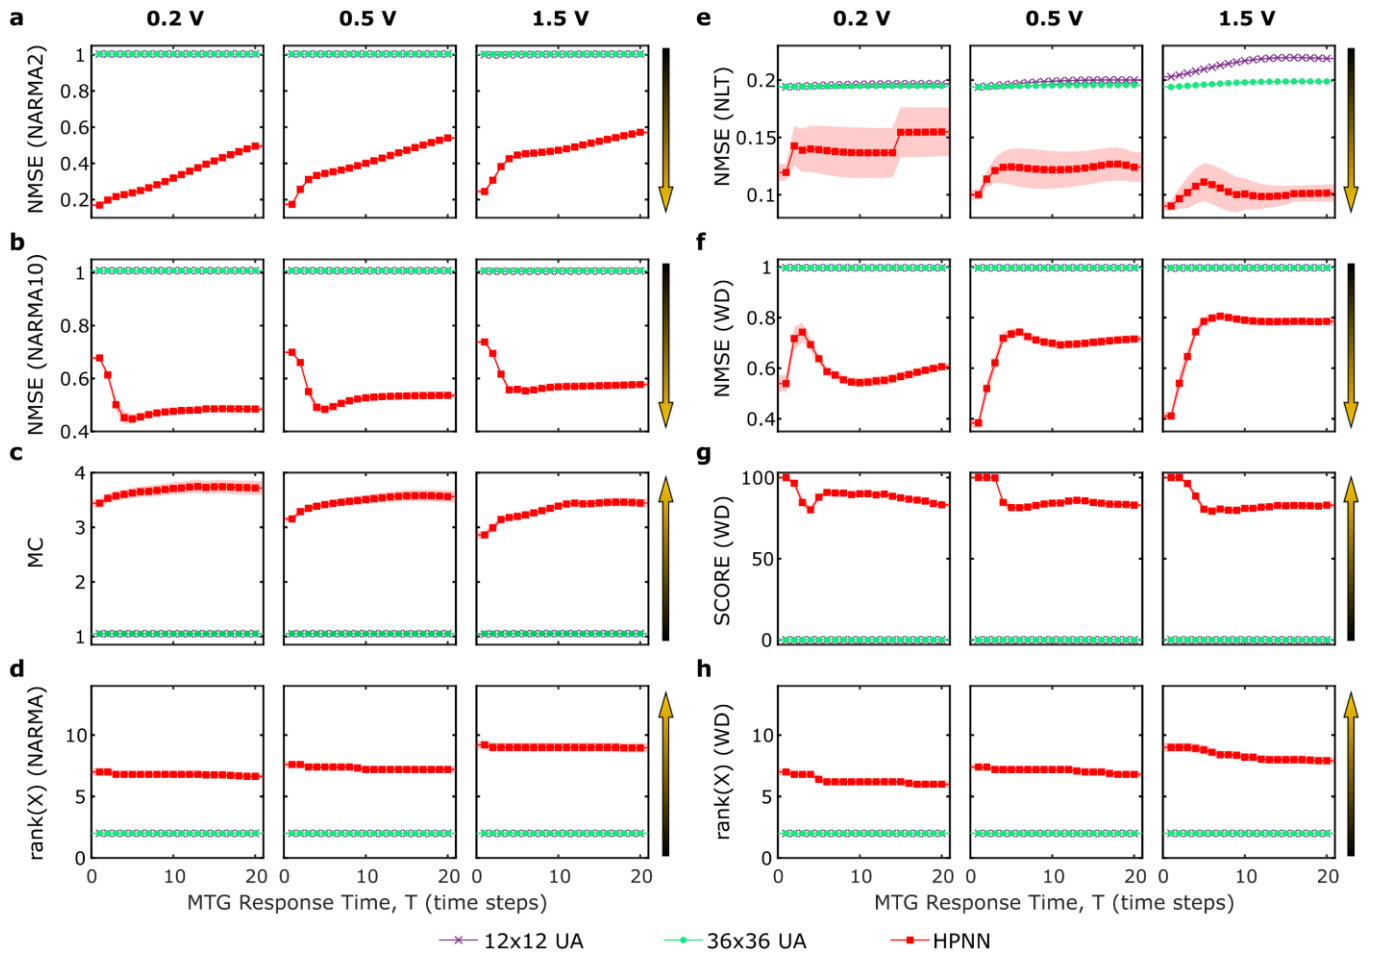 a 0.2 V 0.5 V 1.5 V
NMSE (NARMA2)
1
0.8
0.6
0.4
0.2
b
NMSE (NARMA10)
1
0.8
0.6
0.4
c
MC
4
3
2
1
d
rank(X) (NARMA)
10
5
0
0 10 20 0 10 20 0 10 20
MTG Response Time, T (time steps)
e 0.2 V 0.5 V 1.5 V
NMSE (NLT)
0.2
0.15
0.1
f
NMSE (WD)
1
0.8
0.6
0.4
g
SCORE (WD)
100
50
0
h
rank(X) (WD)
10
5
0
0 10 20 0 10 20 0 10 20
MTG Response Time, T (time steps)
12x12 UA 36x36 UA HPNN